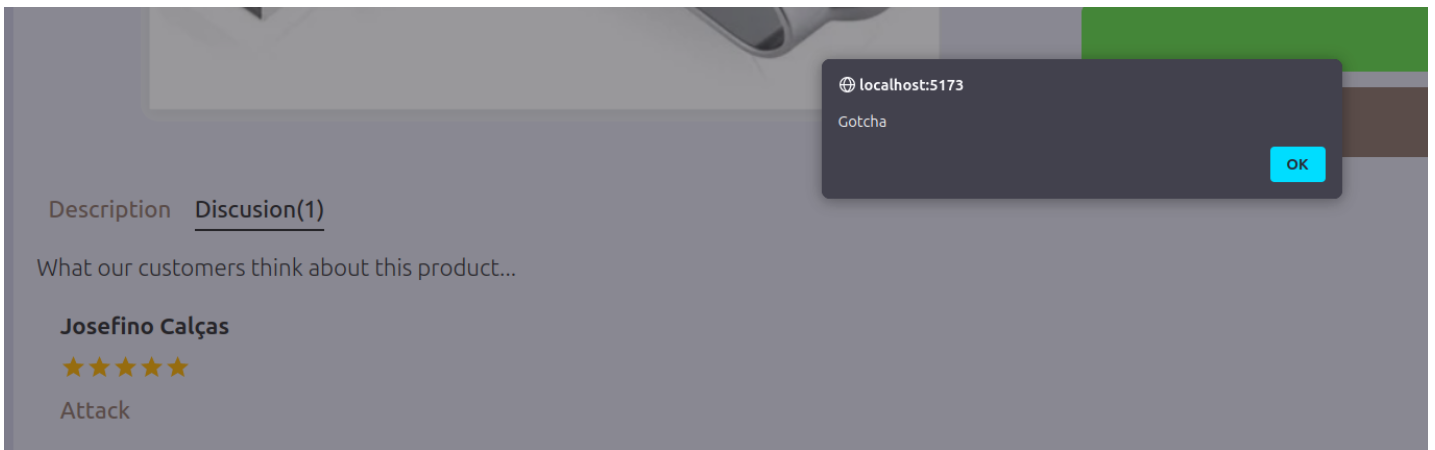 localhost:5173
Gotcha
OK
Description Discusion(1)
What our customers think about this product...
Josefino Calças
Attack